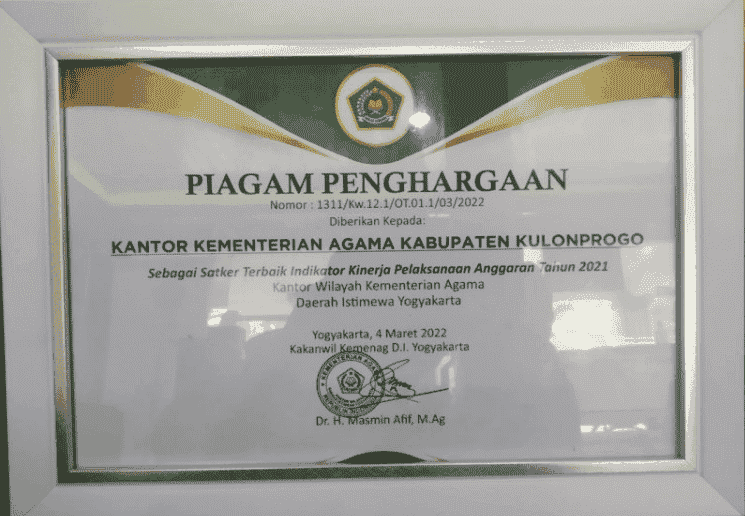 PIAGAM PENGHARGAAN
Nomor : 1311/Kw.12.1/OT.01.1/03/2022
Diberikan Kepada:
KANTOR KEMENTERIAN AGAMA KABUPATEN KULONPROGO
Sebagai Satker Terbaik Indikator Kinerja Pelaksanaan Anggaran Tahun 2021
Kantor Wilayah Kementerian Agama
Daerah Istimewa Yogyakarta
Yogyakarta, 4 Maret 2022
Kakanwil Kemenag D.I. Yogyakarta
KEMENTERIAN AGAMA
Dr. H. Masmin Afif, M.Ag